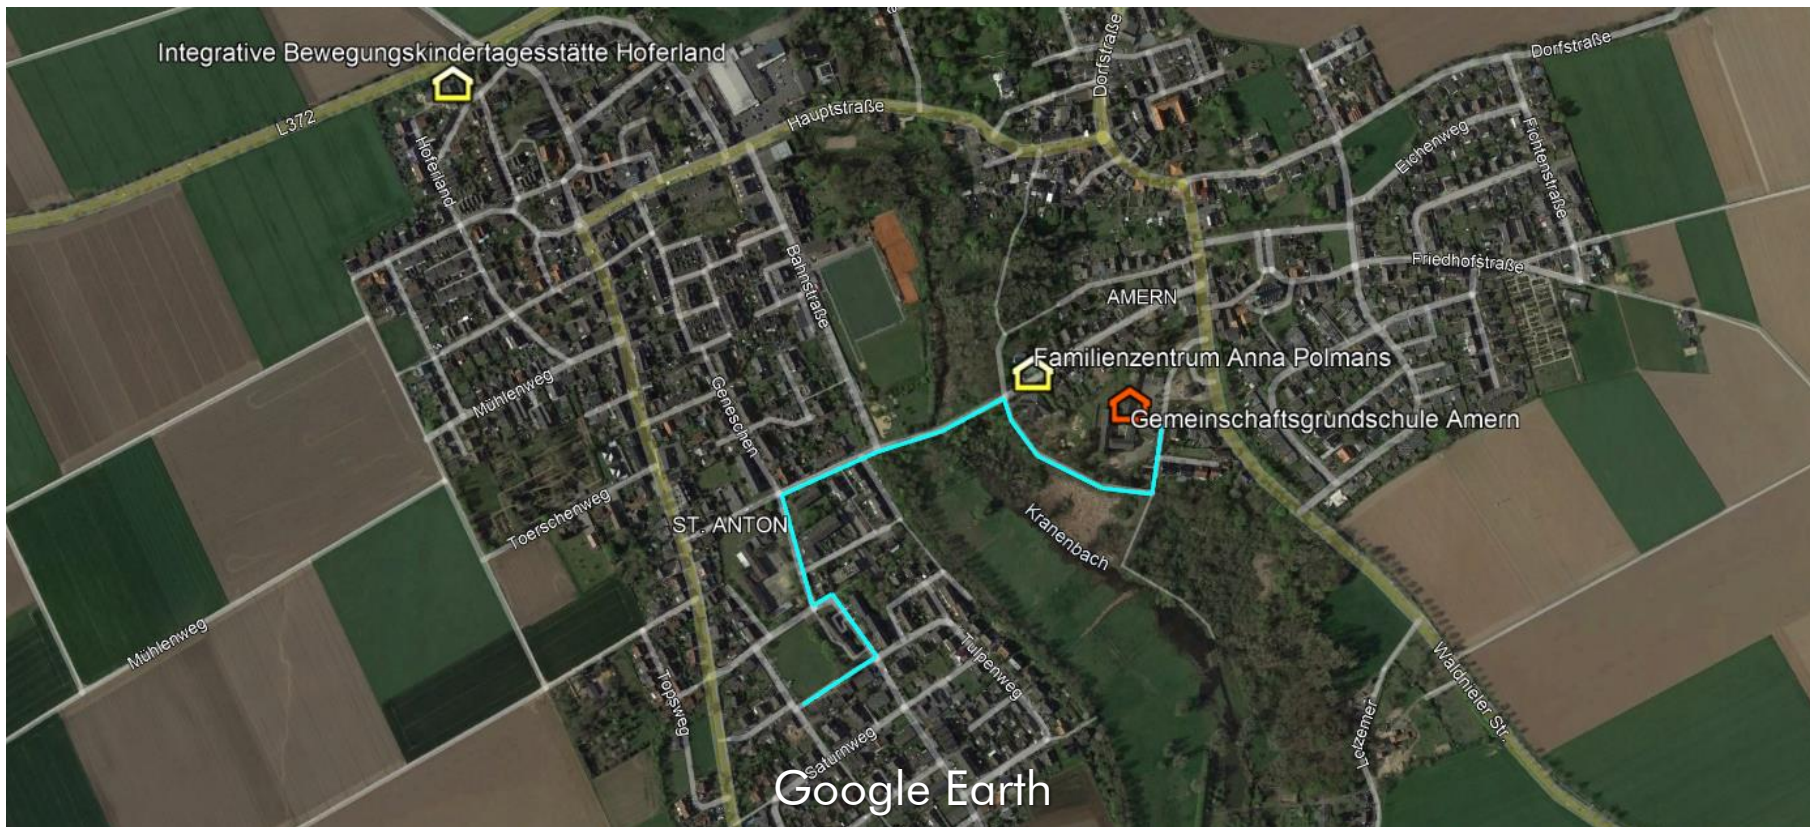 Integrative Bewegungskindertagesstätte Hoferland
Dorfstraße
Dorfstraße
L372
Hauptstraße
Hoferland
Eichenweg
Fichtenstraße
Bahnstraße
Friedhofstraße
AMERN
Familienzentrum Anna Polmans
Mühlenweg
Geneschen
Gemeinschaftsgrundschule Amern
Toerschenweg
ST. ANTON
Kranenbach
Mühlenweg
Topsweg
Tulpenweg
Waldnieler Str.
Saturnweg
Lotzemer
Google Earth